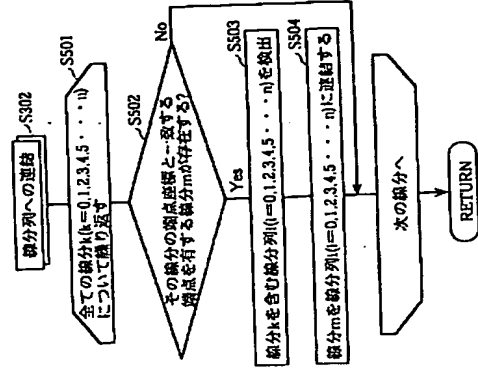 線分列への連結
S302
全ての線分k(k=0,1,2,3,4,5・・・n)
について繰り返す
S501
その線分の端点座標と一致する
端点を有する線分mが存在する?
S502
No
Yes
線分kを含む線分列i(i=0,1,2,3,4,5・・・n)を検出
S503
線分mを線分列i(i=0,1,2,3,4,5・・・n)に連結する
S504
次の線分へ
RETURN